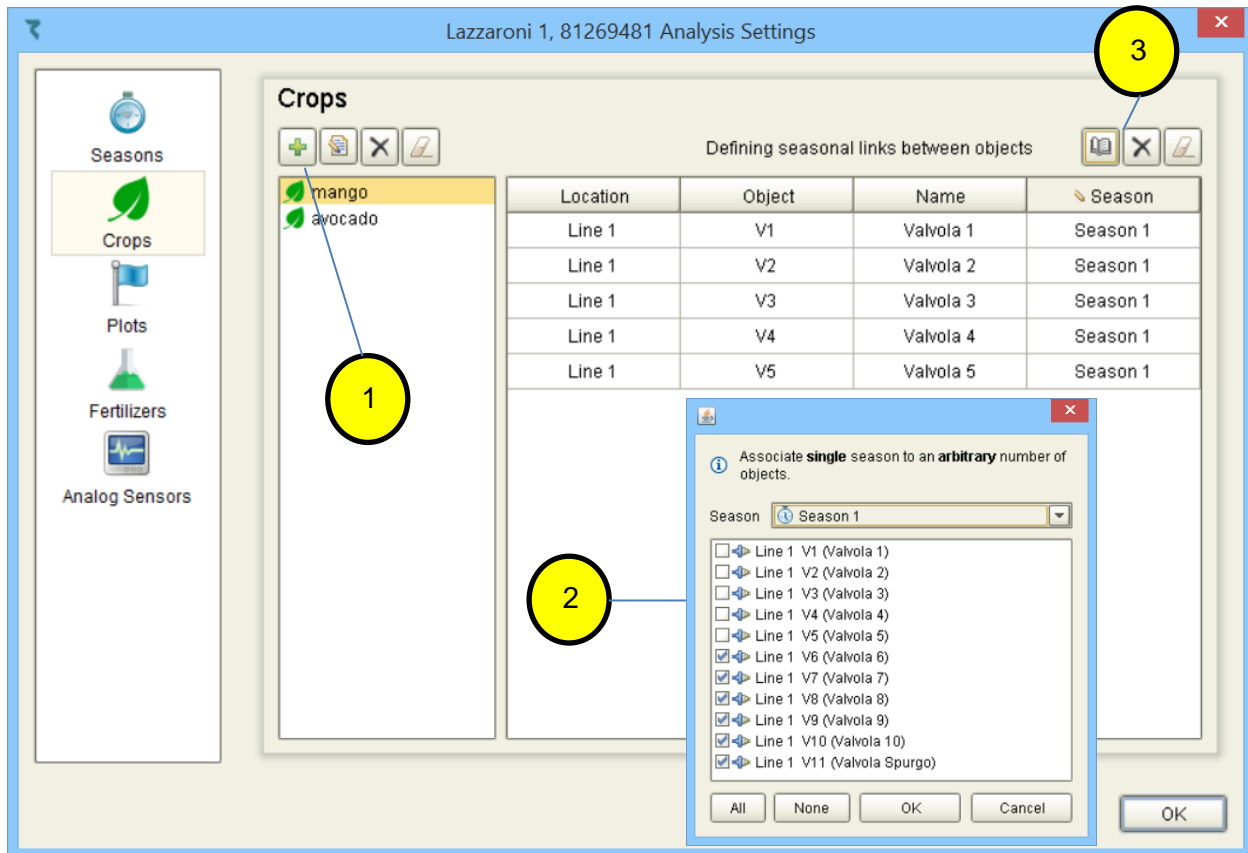 Lazzaroni 1, 81269481 Analysis Settings
3
Seasons
Crops
Plots
Fertilizers
Analog Sensors
Crops
Defining seasonal links between objects
mango
avocado
Location Object Name Season
Line 1 V1 Valvola 1 Season 1
Line 1 V2 Valvola 2 Season 1
Line 1 V3 Valvola 3 Season 1
Line 1 V4 Valvola 4 Season 1
Line 1 V5 Valvola 5 Season 1
1
2
Associate single season to an arbitrary number of
objects.
Season Season 1
Line 1 V1 (Valvola 1)
Line 1 V2 (Valvola 2)
Line 1 V3 (Valvola 3)
Line 1 V4 (Valvola 4)
Line 1 V5 (Valvola 5)
Line 1 V6 (Valvola 6)
Line 1 V7 (Valvola 7)
Line 1 V8 (Valvola 8)
Line 1 V9 (Valvola 9)
Line 1 V10 (Valvola 10)
Line 1 V11 (Valvola Spurgo)
All None OK Cancel
OK